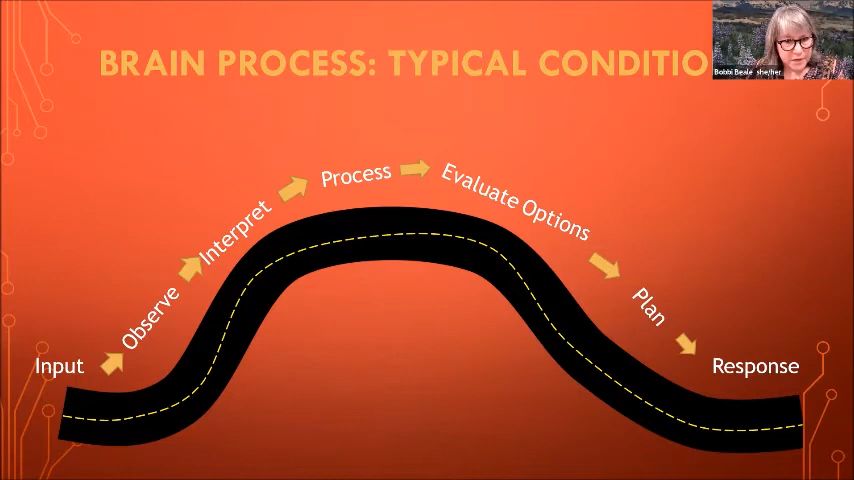 BRAIN PROCESS: TYPICAL CONDITIO
Bobbi Beale she/her
Input
Observe
Interpret
Process
Evaluate Options
Plan
Response